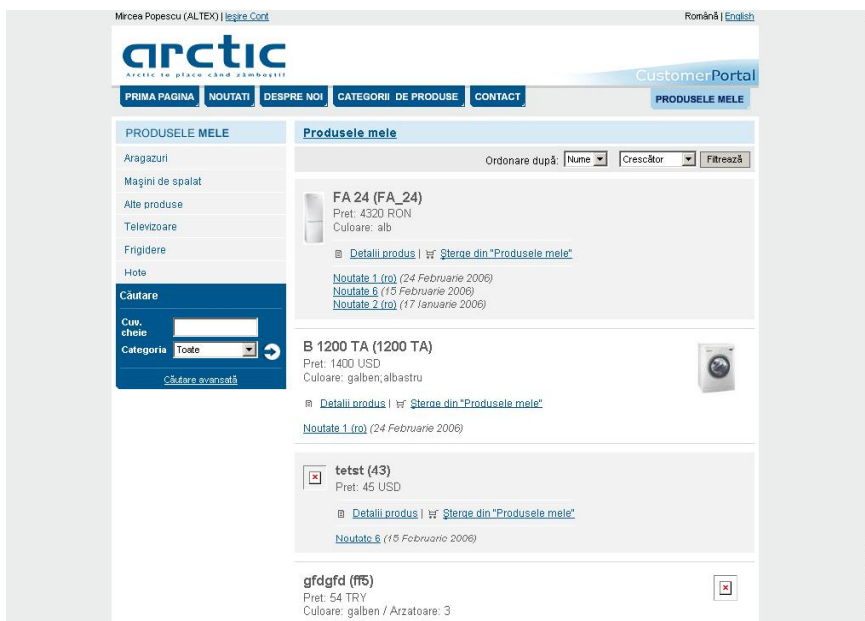 Mircea Popescu (ALTEX) | Ieşire Cont
Română | English
arctic
Arctic te place când zâmbeşti!
CustomerPortal
PRIMA PAGINA NOUTATI DESPRE NOI CATEGORII DE PRODUSE CONTACT
PRODUSELE MELE
PRODUSELE MELE
Aragazuri
Maşini de spalat
Alte produse
Televizoare
Frigidere
Hote
Căutare
Cuv. cheie
Categoria Toate
Căutare avansată
Produsele mele
Ordonare după: Nume Crescător Filtrează
FA 24 (FA_24)
Pret: 4320 RON
Culoare: alb
Detalii produs | Şterge din "Produsele mele"
Noutate 1 (ro) (24 Februarie 2006)
Noutate 6 (15 Februarie 2006)
Noutate 2 (ro) (17 Ianuarie 2006)
B 1200 TA (1200 TA)
Pret: 1400 USD
Culoare: galben;albastru
Detalii produs | Şterge din "Produsele mele"
Noutate 1 (ro) (24 Februarie 2006)
tetst (43)
Pret: 45 USD
Detalii produs | Şterge din "Produsele mele"
Noutate 6 (15 Februarie 2006)
gfdgfd (ff5)
Pret: 54 TRY
Culoare: galben / Arzatoare: 3